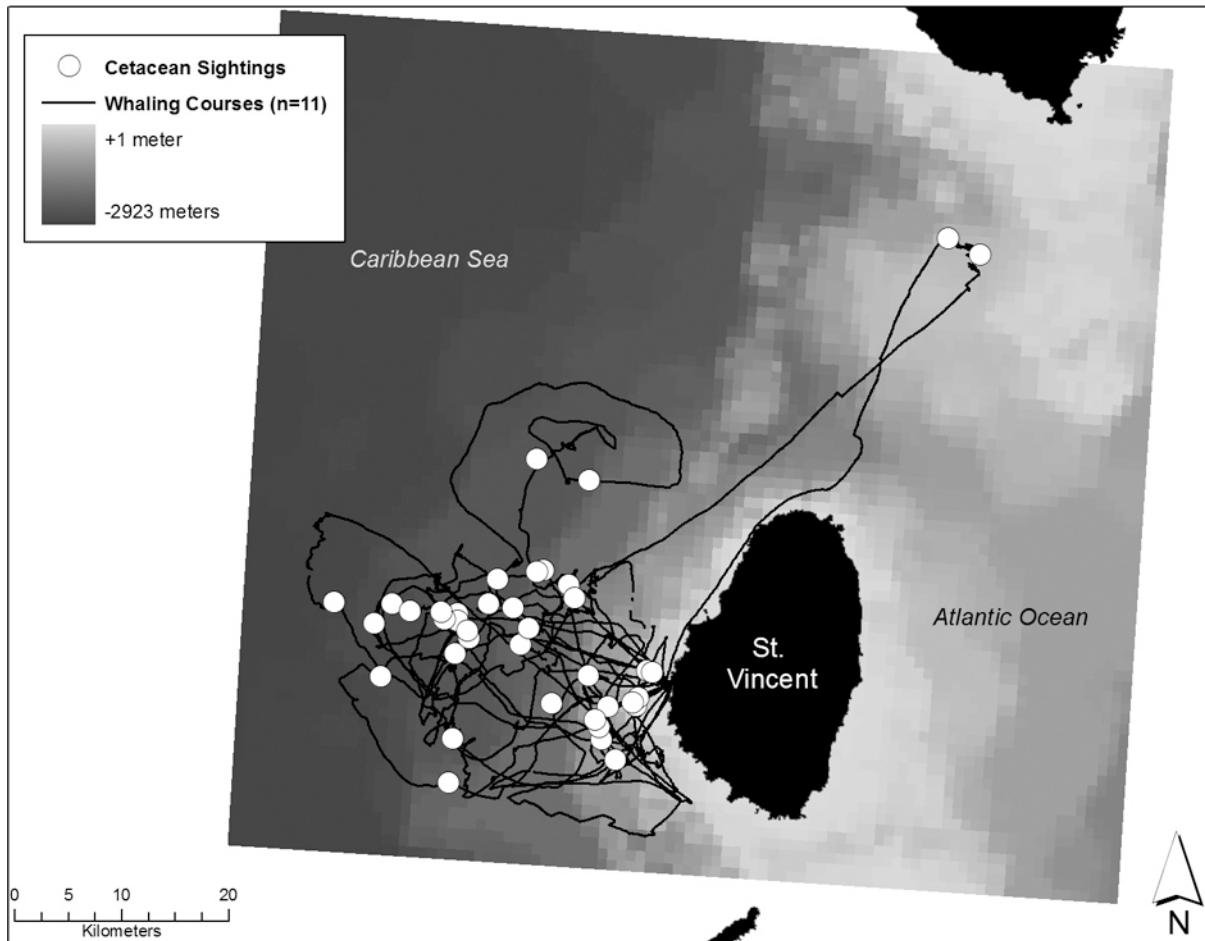 Cetacean Sightings
Whaling Courses (n=11)
+1 meter
-2923 meters
Caribbean Sea
Atlantic Ocean
St.
Vincent
0 5 10 20
Kilometers
N